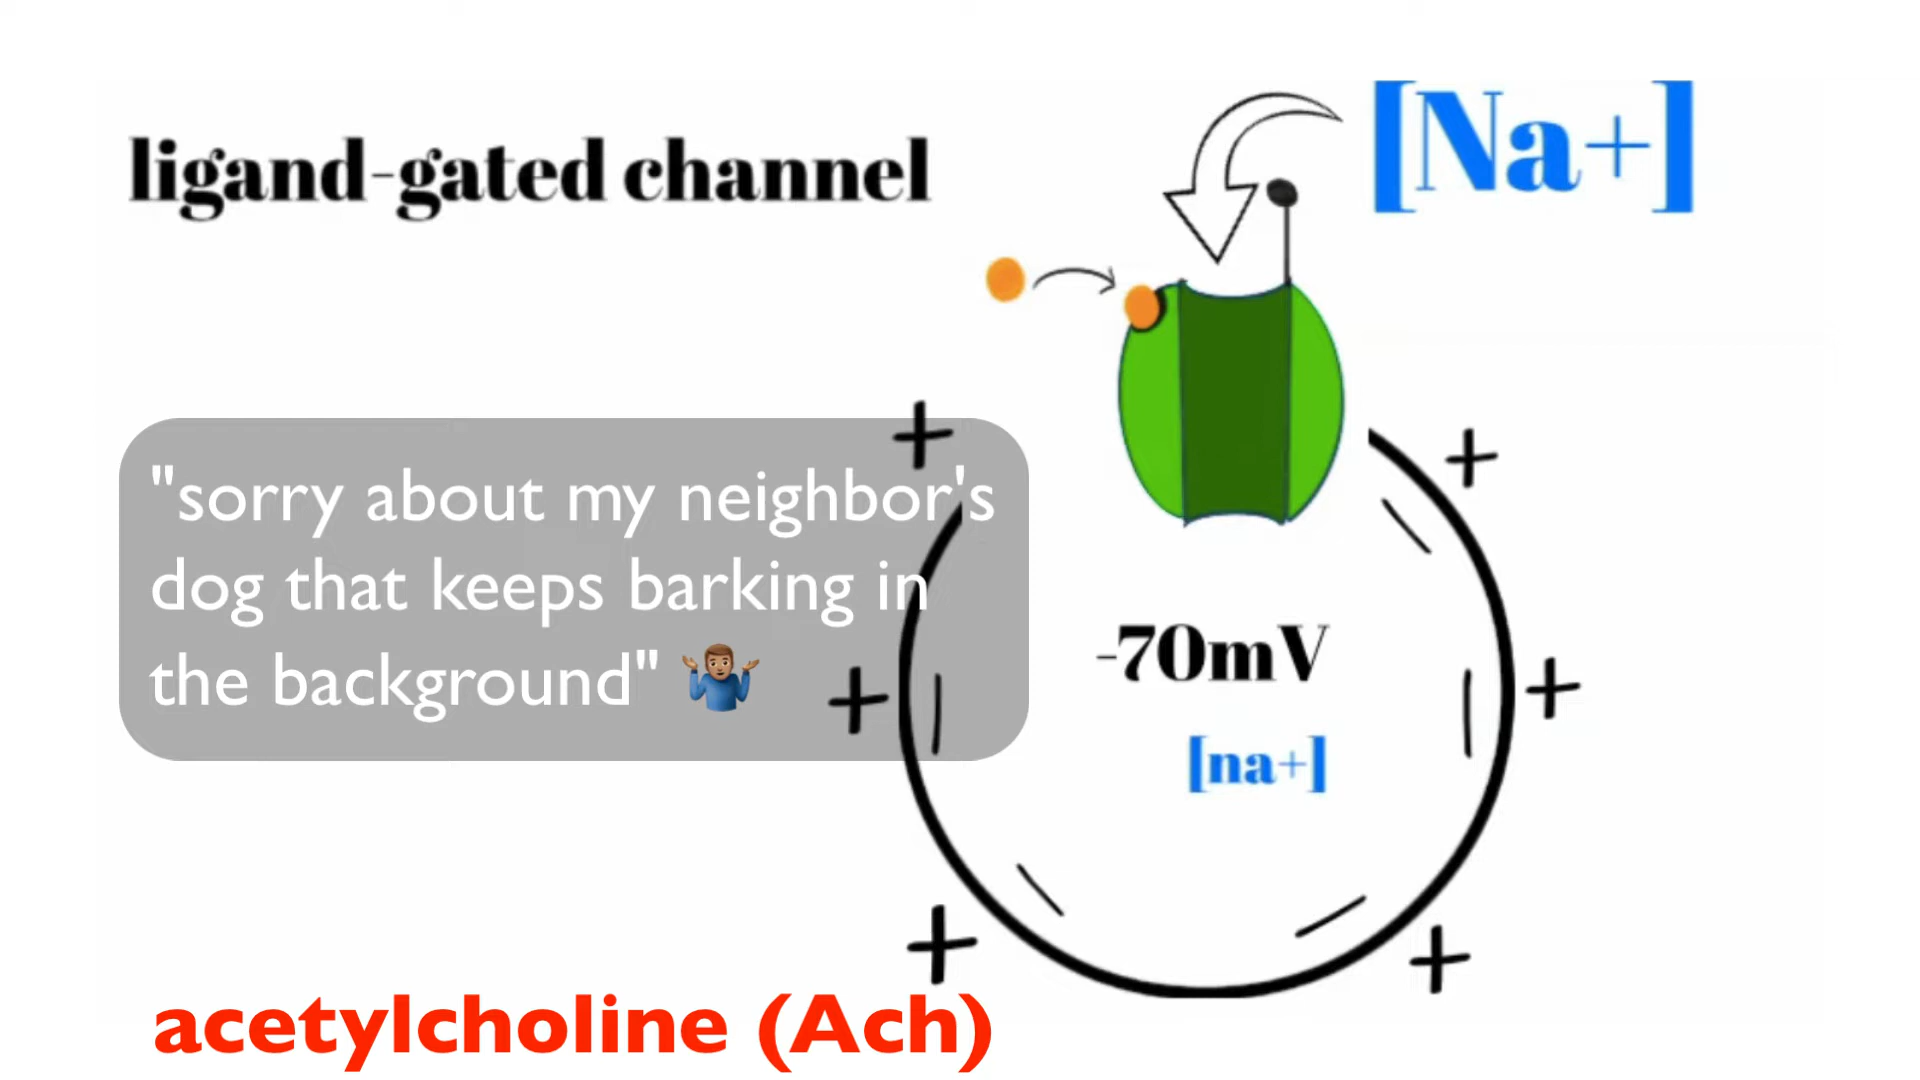 [Na+]
ligand-gated channel
"sorry about my neighbor's
dog that keeps barking in
the background" 🤷🏽‍♂️
-70mV
[na+]
acetylcholine (Ach)